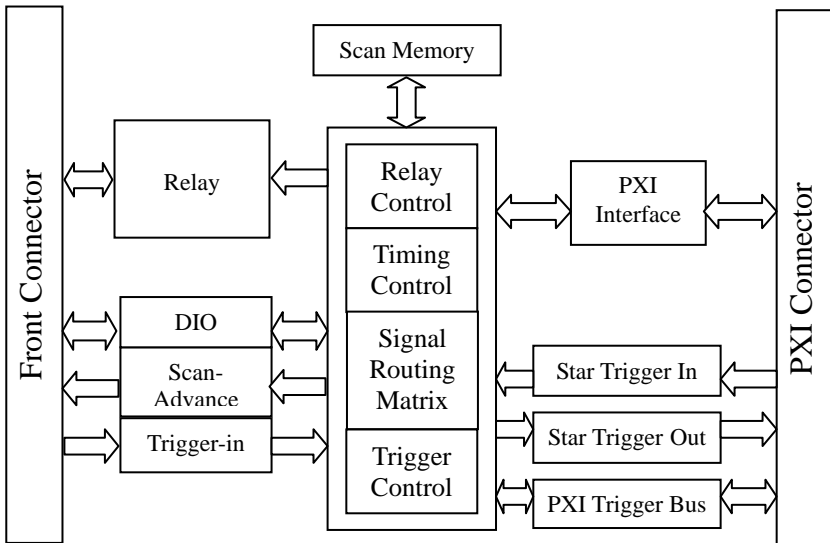 Front Connector
Scan Memory
Relay
DIO
Scan-
Advance
Trigger-in
Relay
Control
Timing
Control
Signal
Routing
Matrix
Trigger
Control
PXI
Interface
Star Trigger In
Star Trigger Out
PXI Trigger Bus
PXI Connector